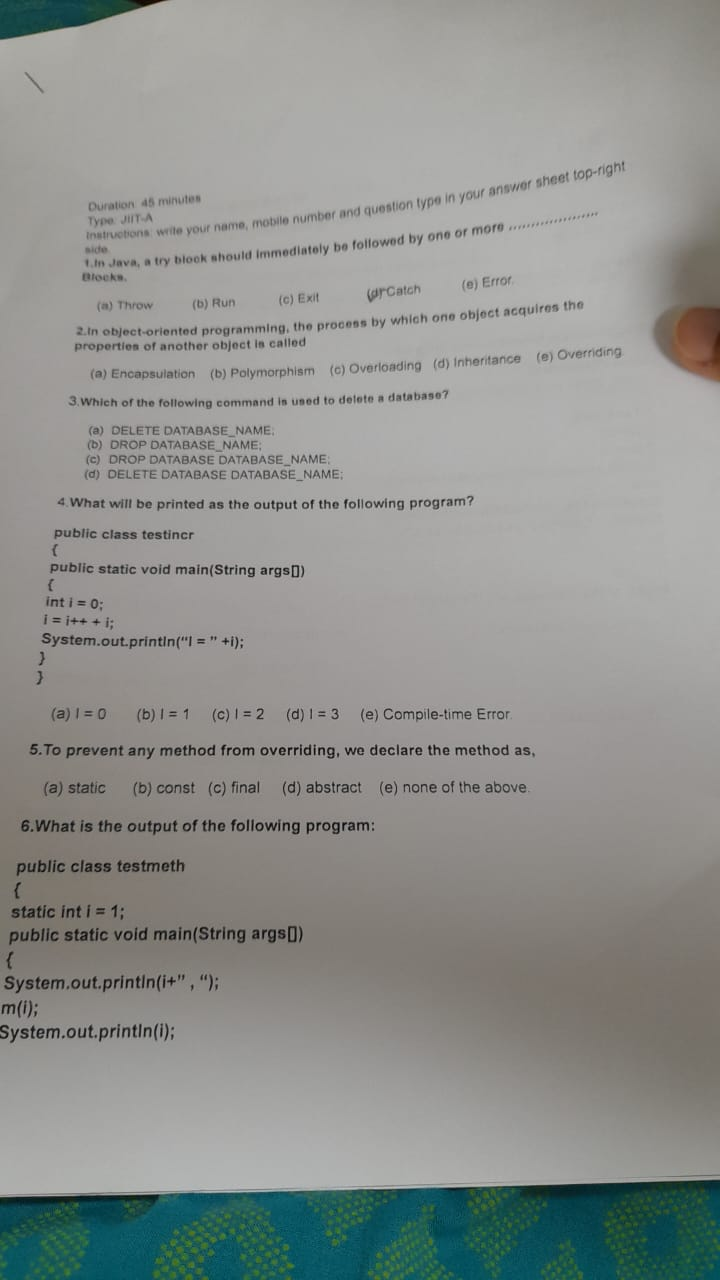 Duration: 45 minutes
Type: JIIT-A
Instructions: write your name, mobile number and question type in your answer sheet top-right
side.
1.In Java, a try block should immediately be followed by one or more ....................
Blocks.
(a) Throw (b) Run (c) Exit (d) Catch (e) Error.
2.In object-oriented programming, the process by which one object acquires the
properties of another object is called
(a) Encapsulation (b) Polymorphism (c) Overloading (d) Inheritance (e) Overriding.
3.Which of the following command is used to delete a database?
(a) DELETE DATABASE_NAME;
(b) DROP DATABASE_NAME;
(c) DROP DATABASE DATABASE_NAME;
(d) DELETE DATABASE DATABASE_NAME;
4.What will be printed as the output of the following program?
public class testincr
{
public static void main(String args[])
{
int i = 0;
i = i++ + i;
System.out.println(“I = ” +i);
}
}
(a) I = 0 (b) I = 1 (c) I = 2 (d) I = 3 (e) Compile-time Error.
5.To prevent any method from overriding, we declare the method as,
(a) static (b) const (c) final (d) abstract (e) none of the above.
6.What is the output of the following program:
public class testmeth
{
static int i = 1;
public static void main(String args[])
{
System.out.println(i+” , “);
m(i);
System.out.println(i);